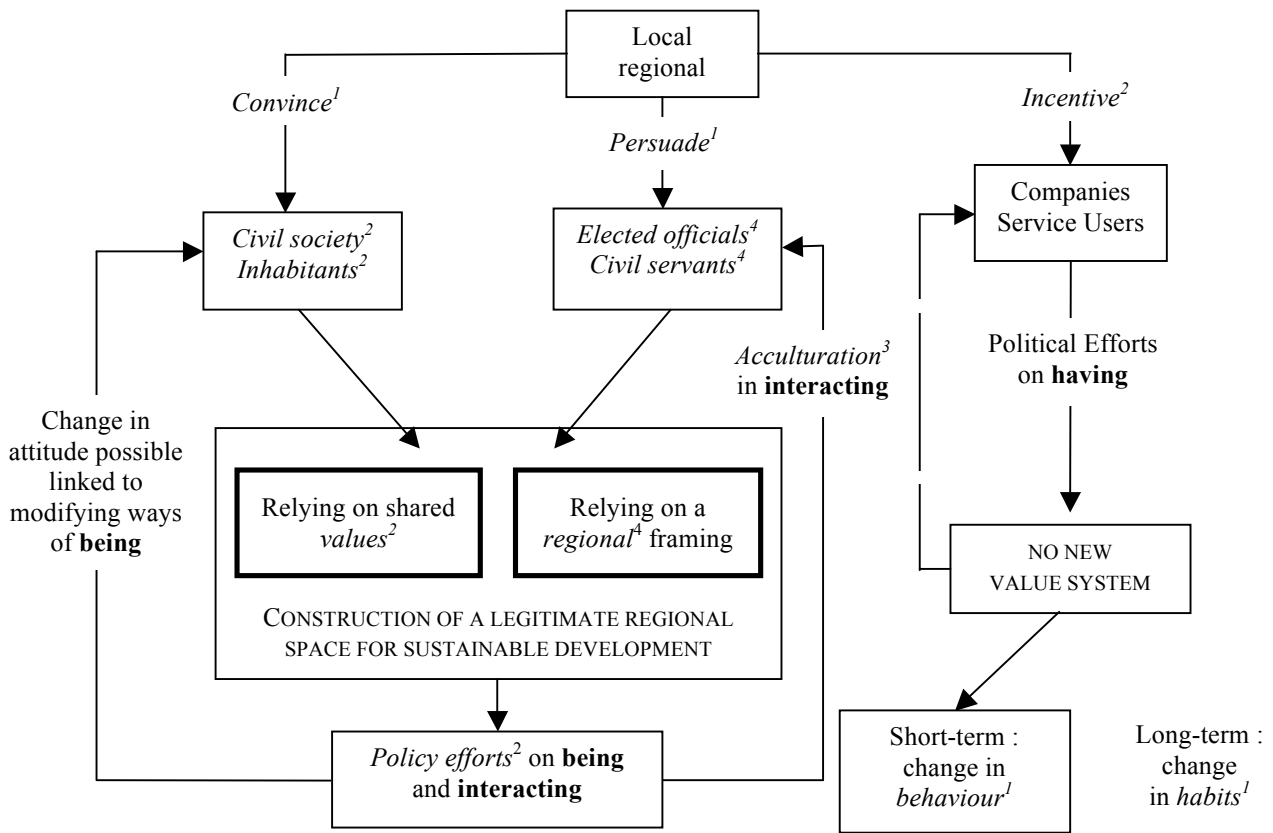 Local
regional
Convince¹
Persuade¹
Incentive²
Civil society²
Inhabitants²
Elected officials⁴
Civil servants⁴
Companies
Service Users
Acculturation³
in interacting
Political Efforts
on having
Change in
attitude possible
linked to
modifying ways
of being
Relying on shared
values²
Relying on a
regional⁴ framing
CONSTRUCTION OF A LEGITIMATE REGIONAL
SPACE FOR SUSTAINABLE DEVELOPMENT
NO NEW
VALUE SYSTEM
Policy efforts² on being
and interacting
Short-term :
change in
behaviour¹
Long-term :
change
in habits¹